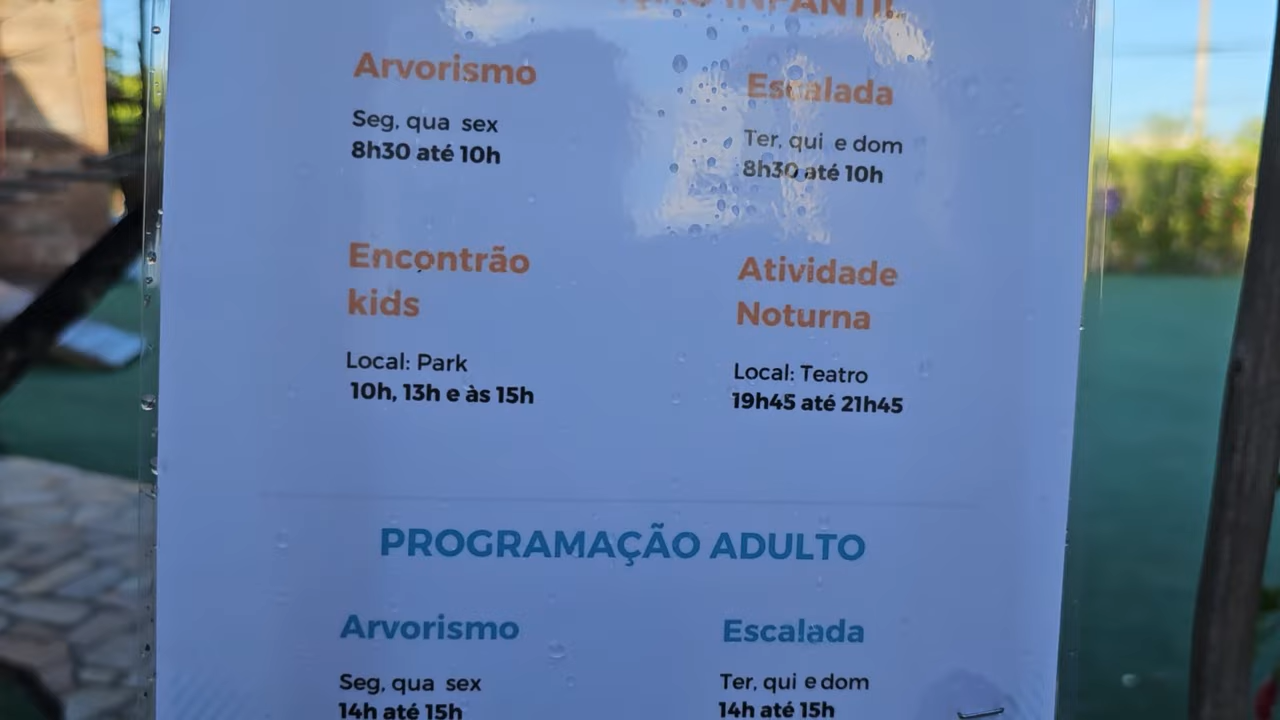 INFANTIL
Arvorismo
Seg, qua sex
8h30 até 10h
Escalada
Ter, qui e dom
8h30 até 10h
Encontrão
kids
Local: Park
10h, 13h e às 15h
Atividade
Noturna
Local: Teatro
19h45 até 21h45
PROGRAMAÇÃO ADULTO
Arvorismo
Seg, qua sex
14h até 15h
Escalada
Ter, qui e dom
14h até 15h